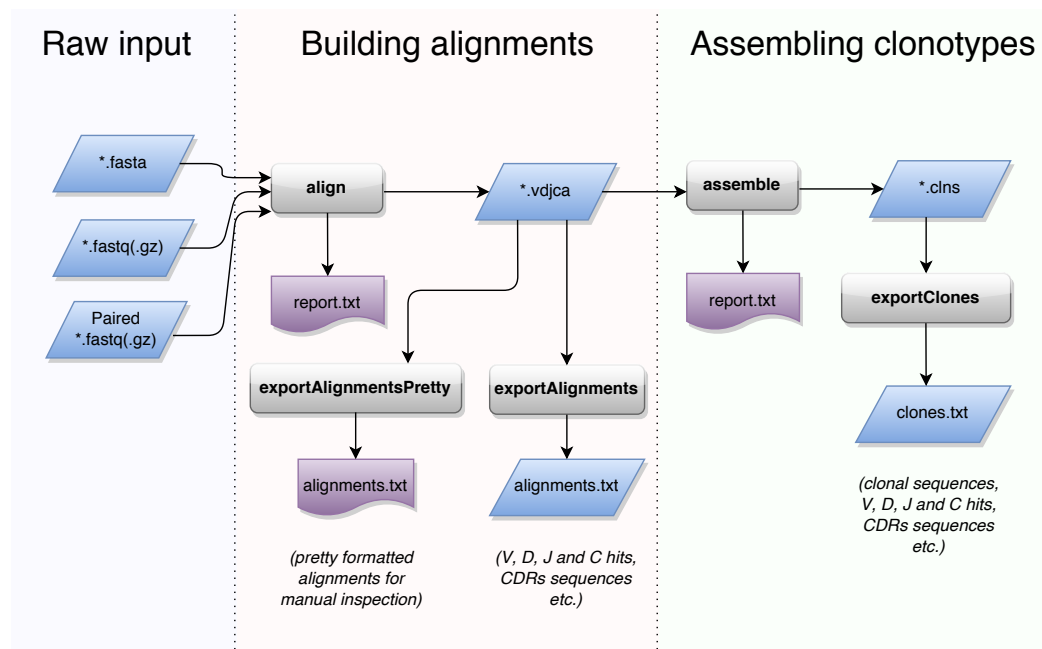 Raw input
Building alignments
Assembling clonotypes
*.fasta
*.fastq(.gz)
Paired
*.fastq(.gz)
align
*.vdjca
report.txt
exportAlignmentsPretty
exportAlignments
alignments.txt
alignments.txt
(pretty formatted
alignments for
manual inspection)
(V, D, J and C hits,
CDRs sequences
etc.)
assemble
*.clns
report.txt
exportClones
clones.txt
(clonal sequences,
V, D, J and C hits,
CDRs sequences
etc.)